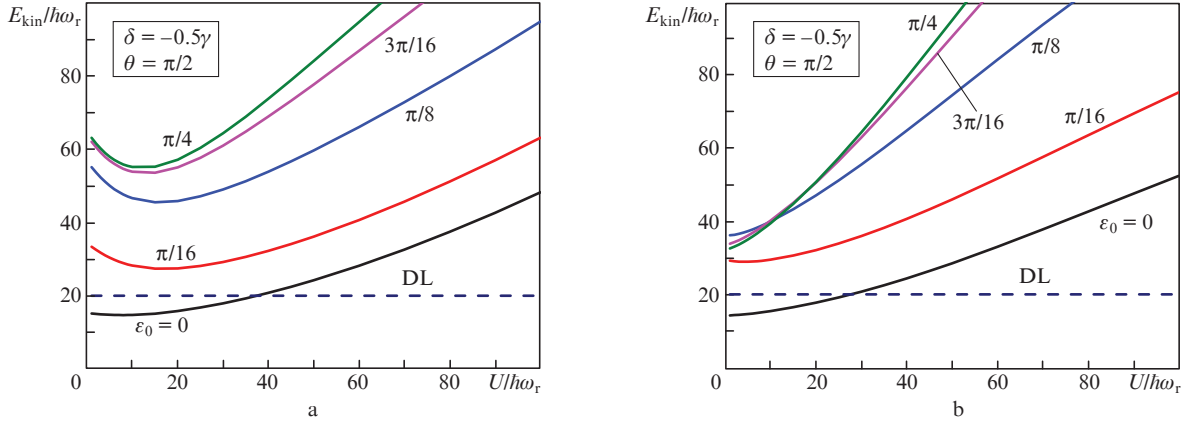 E_kin/ħω_r
δ = −0.5γ
θ = π/2
80
60
40
20
0
20
40
60
80
U/ħω_r
π/4
3π/16
π/8
π/16
DL
ε_0 = 0
a
E_kin/ħω_r
δ = −0.5γ
θ = π/2
80
60
40
20
0
20
40
60
80
U/ħω_r
π/4
π/8
3π/16
π/16
ε_0 = 0
DL
b